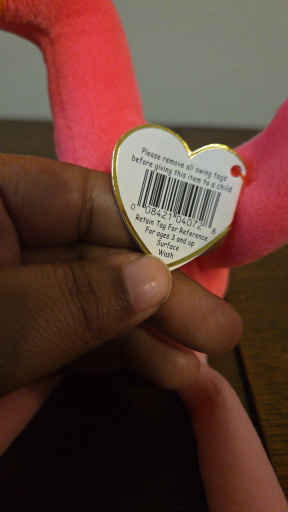 Please remove all swing tags
before giving this item to a child
0 08421 04072 8
Retain Tag For Reference
For ages 3 and up
Surface
Wash